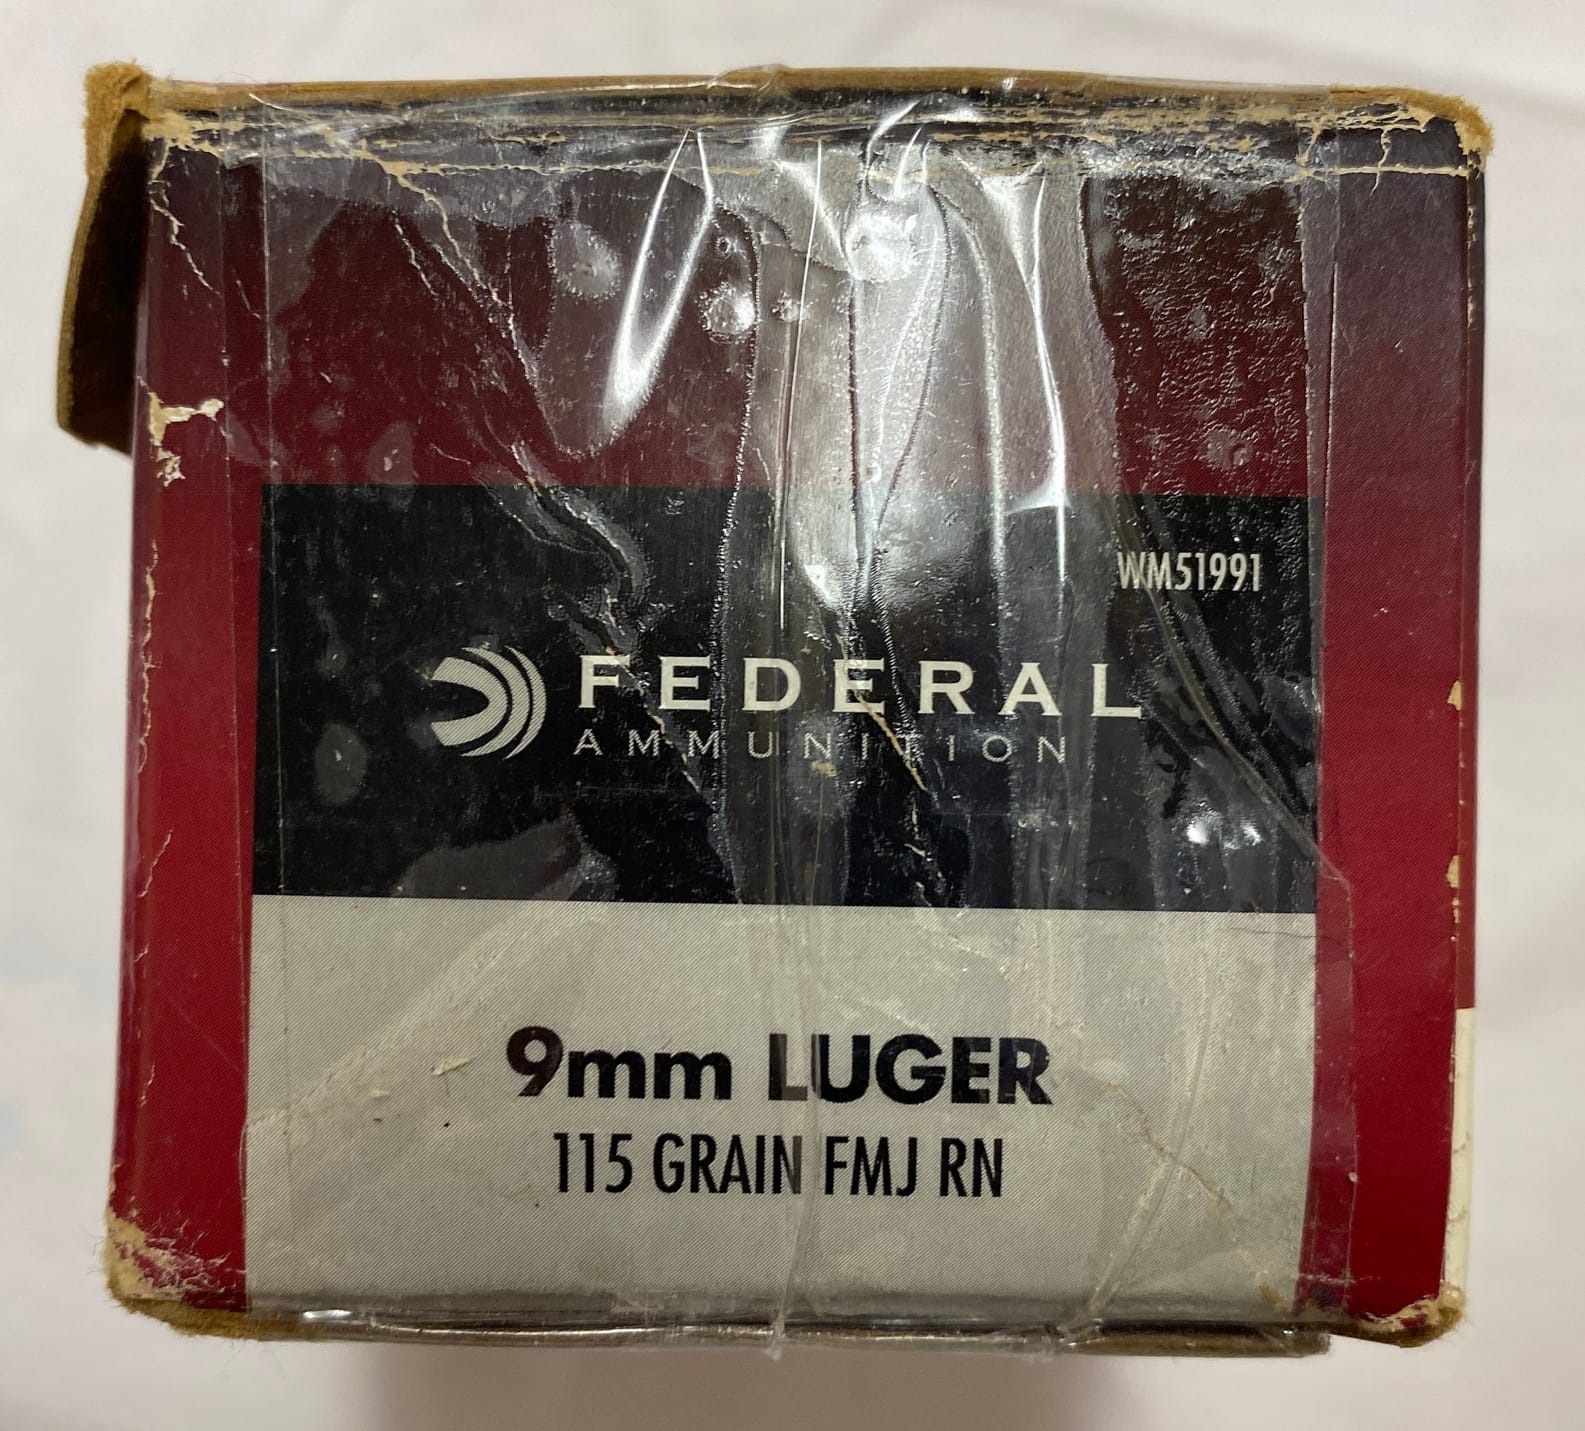 WM51991
FEDERAL
AMMUNITION
9mm LUGER
115 GRAIN FMJ RN